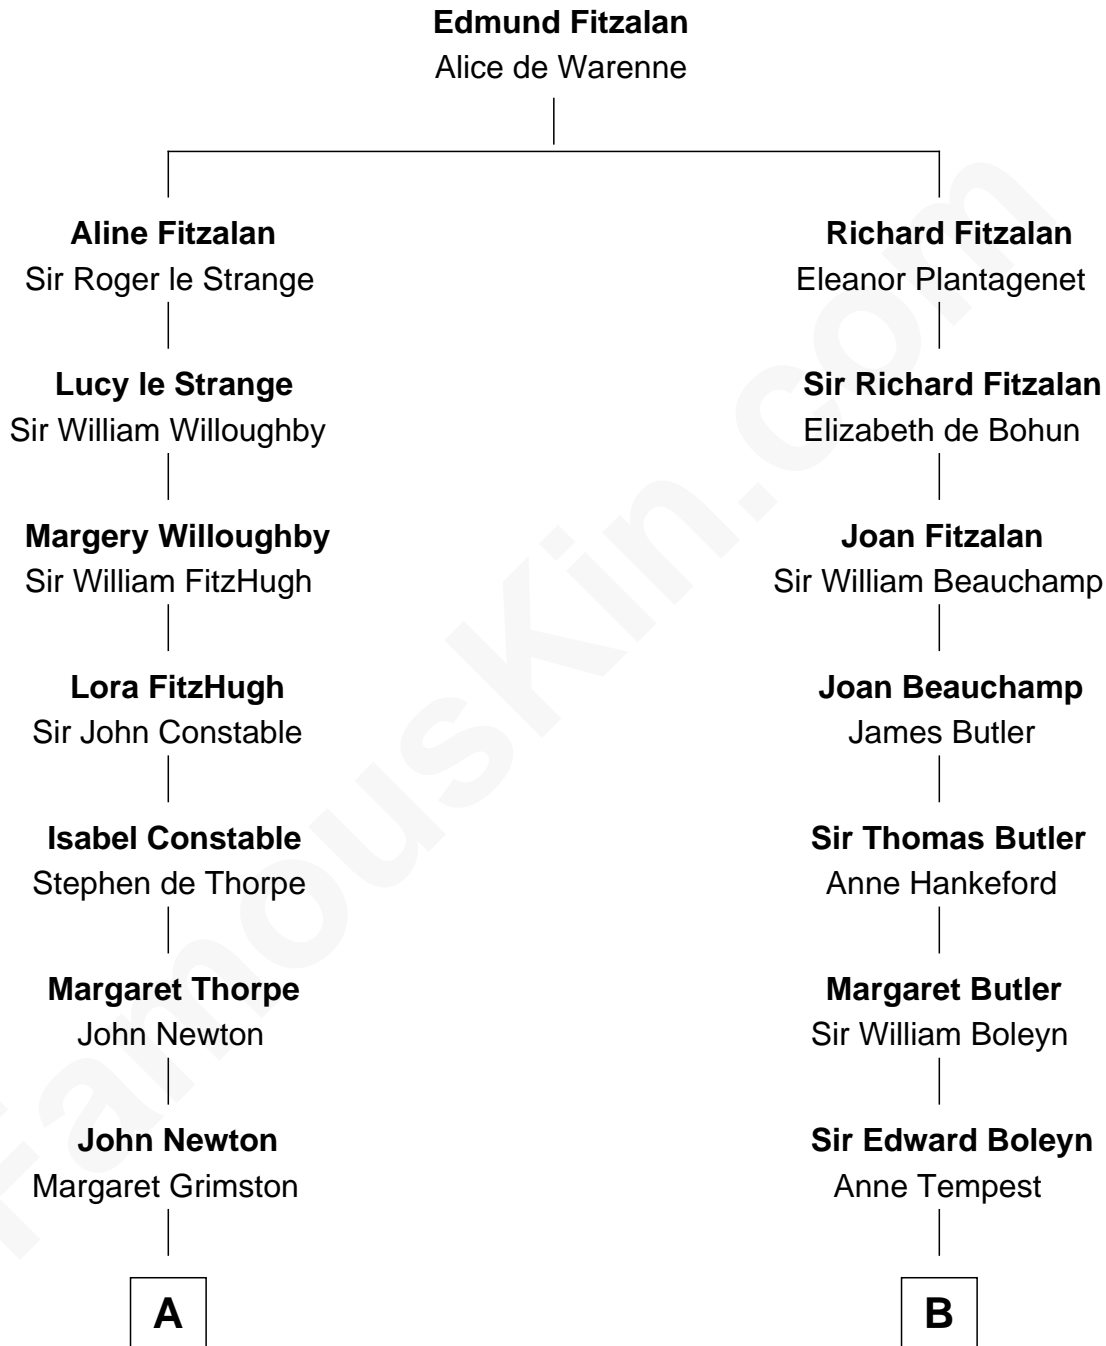 Edmund Fitzalan
Alice de Warenne
Aline Fitzalan
Sir Roger le Strange
Richard Fitzalan
Eleanor Plantagenet
Lucy le Strange
Sir William Willoughby
Sir Richard Fitzalan
Elizabeth de Bohun
Margery Willoughby
Sir William FitzHugh
Joan Fitzalan
Sir William Beauchamp
Lora FitzHugh
Sir John Constable
Joan Beauchamp
James Butler
Isabel Constable
Stephen de Thorpe
Sir Thomas Butler
Anne Hankeford
Margaret Thorpe
John Newton
Margaret Butler
Sir William Boleyn
John Newton
Margaret Grimston
Sir Edward Boleyn
Anne Tempest
A
B
FamousKin.com